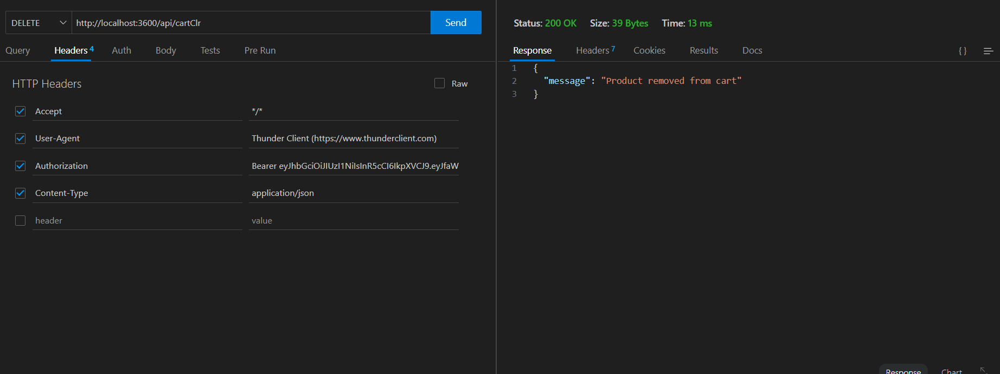 DELETE http://localhost:3600/api/cartClr Send
Query Headers 4 Auth Body Tests Pre Run
HTTP Headers Raw
Accept */*
User-Agent Thunder Client (https://www.thunderclient.com)
Authorization Bearer eyJhbGciOiJIUzI1NiIsInR5cCI6IkpXVCJ9.eyJfaW
Content-Type application/json
header value
Status: 200 OK Size: 39 Bytes Time: 13 ms
Response Headers 7 Cookies Results Docs {}
1 {
2 "message": "Product removed from cart"
3 }
Response Chart